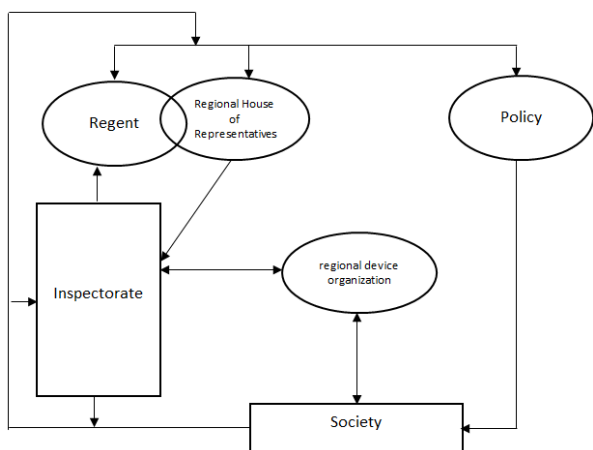 Regent
Regional House
of
Representatives
Policy
Inspectorate
regional device
organization
Society